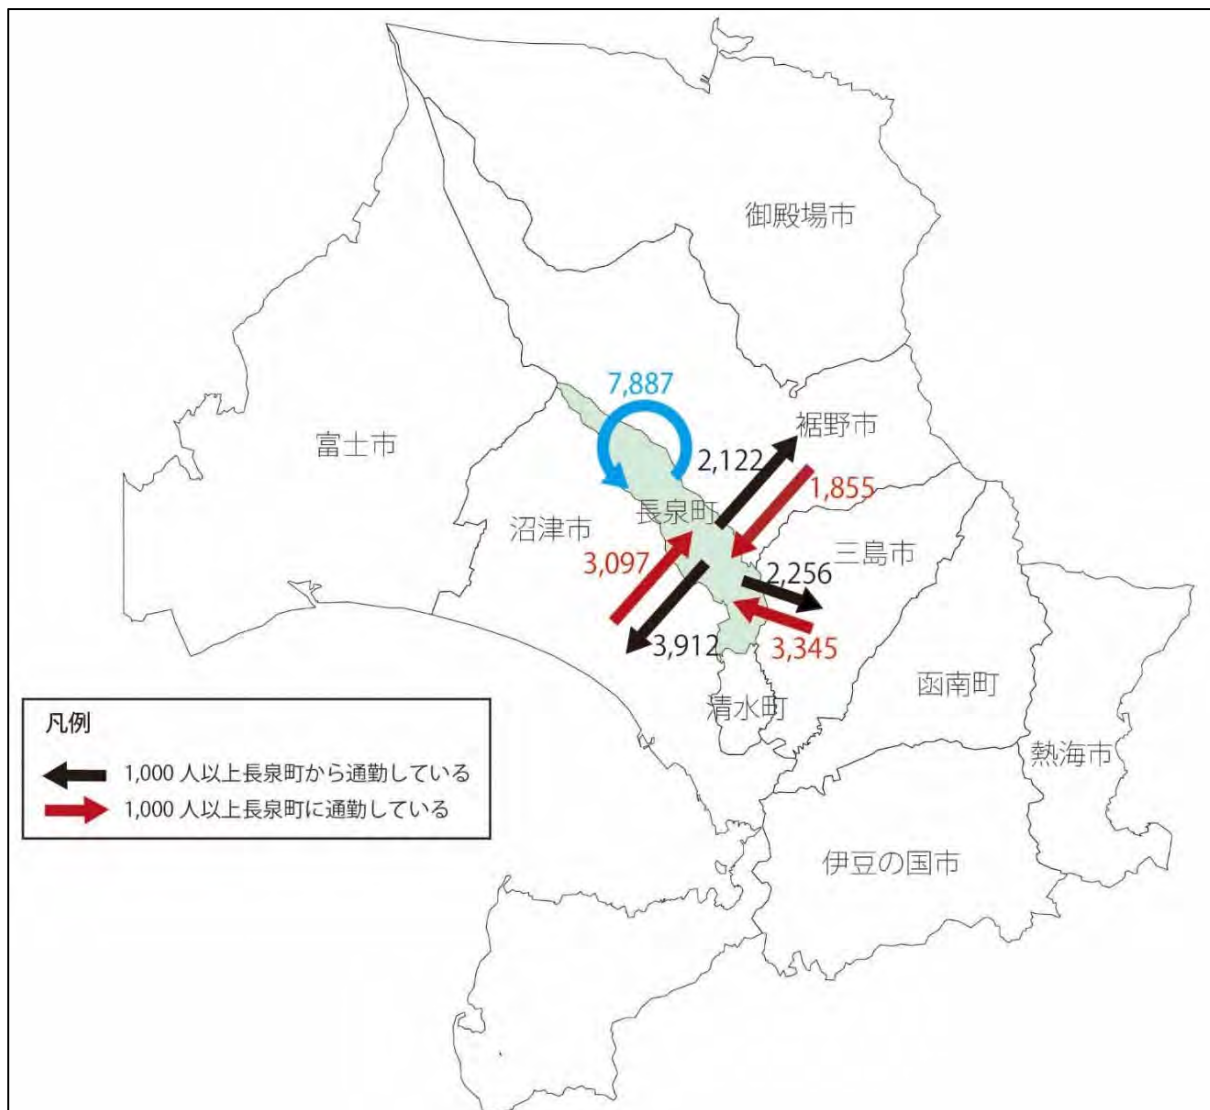 御殿場市
7,887
裾野市
富士市
2,122
1,855
長泉町
沼津市
三島市
3,097
2,256
3,912
3,345
函南町
清水町
熱海市
凡例
1,000 人以上長泉町から通勤している
1,000 人以上長泉町に通勤している
伊豆の国市